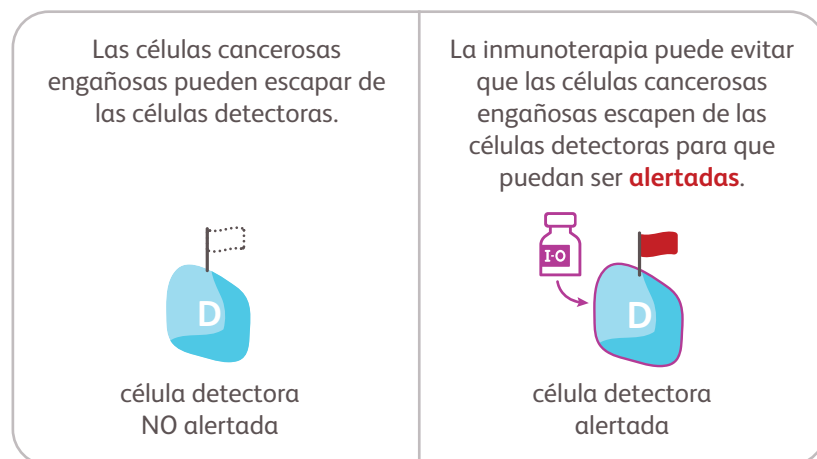 Las células cancerosas
engañosas pueden escapar de
las células detectoras.
D
célula detectora
NO alertada
La inmunoterapia puede evitar
que las células cancerosas
engañosas escapen de las
células detectoras para que
puedan ser alertadas.
I-O
D
célula detectora
alertada